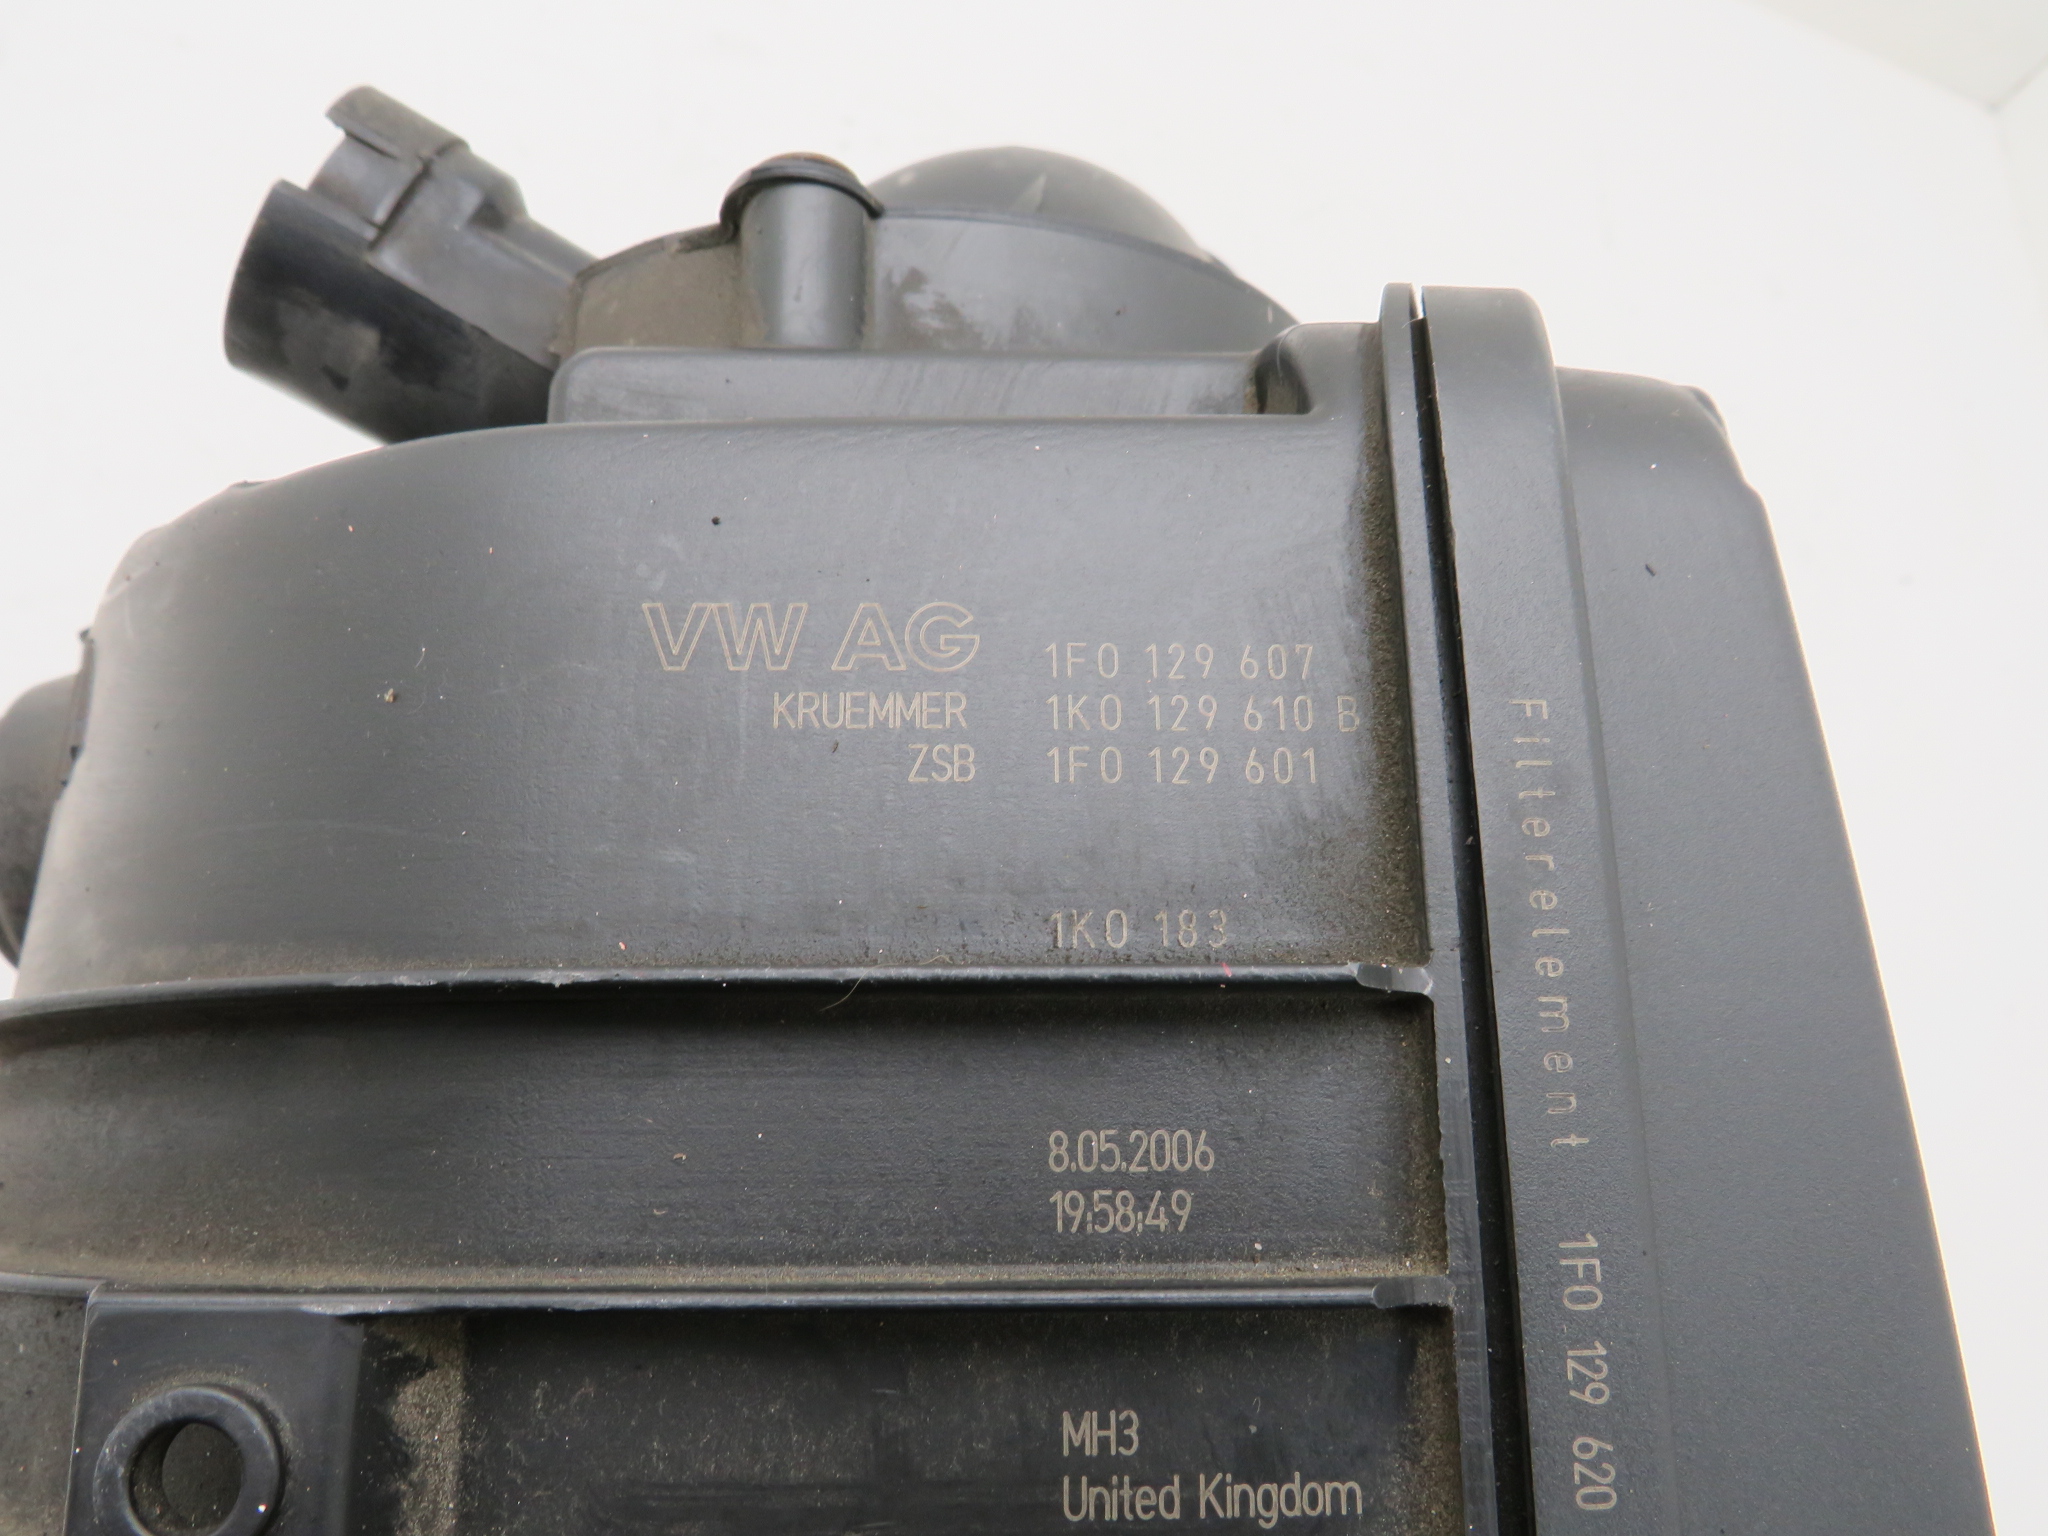 VW AG 1F0 129 607
KRUEMMER 1K0 129 610 B
ZSB 1F0 129 601
1K0 183
8.05.2006
19:58:49
MH3
United Kingdom
Filterelement 1F0 129 620